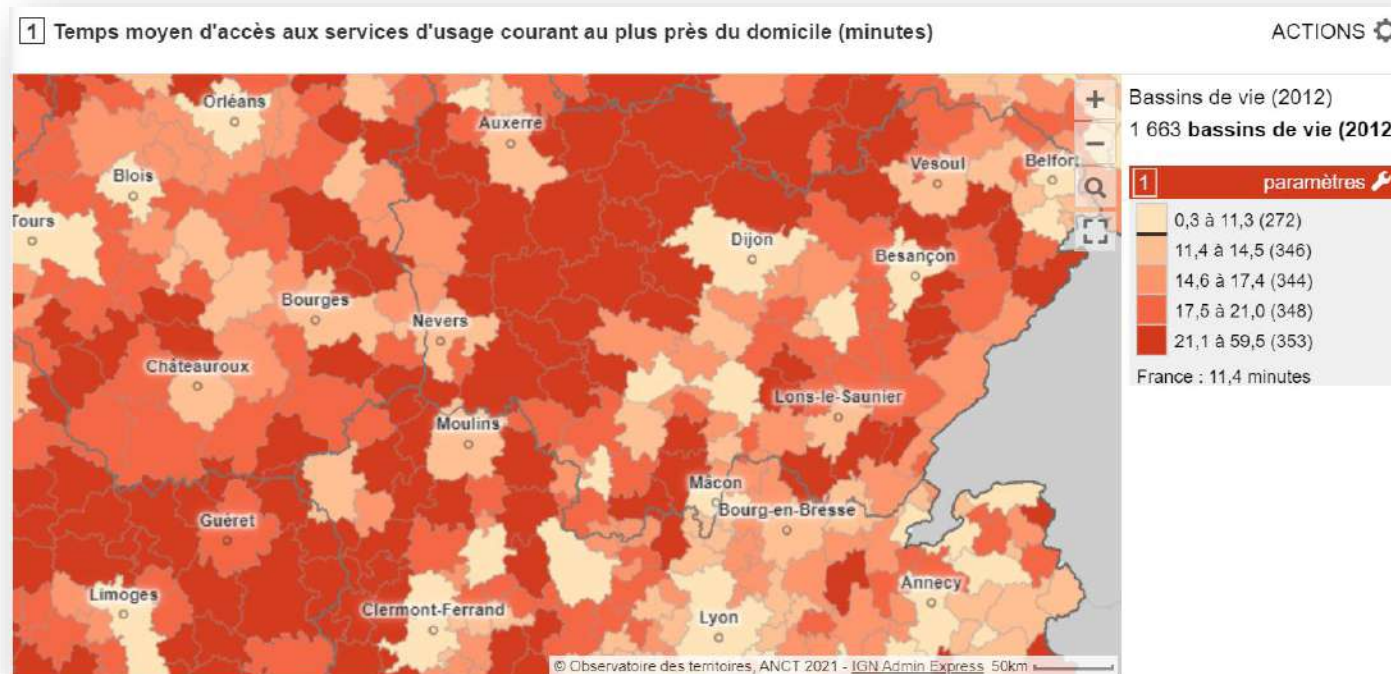 1 Temps moyen d'accès aux services d'usage courant au plus près du domicile (minutes)
ACTIONS
Orléans
Auxerre
Blois
Vesoul
Belfort
Tours
Dijon
Besançon
Bourges
Nevers
Châteauroux
Lons-le-Saunier
Moulins
Mâcon
Bourg-en-Bresse
Guéret
Annecy
Limoges
Clermont-Ferrand
Lyon
© Observatoire des territoires, ANCT 2021 - IGN Admin Express 50km
+
−
Bassins de vie (2012)
1 663 bassins de vie (2012
1 paramètres
0,3 à 11,3 (272)
11,4 à 14,5 (346)
14,6 à 17,4 (344)
17,5 à 21,0 (348)
21,1 à 59,5 (353)
France : 11,4 minutes